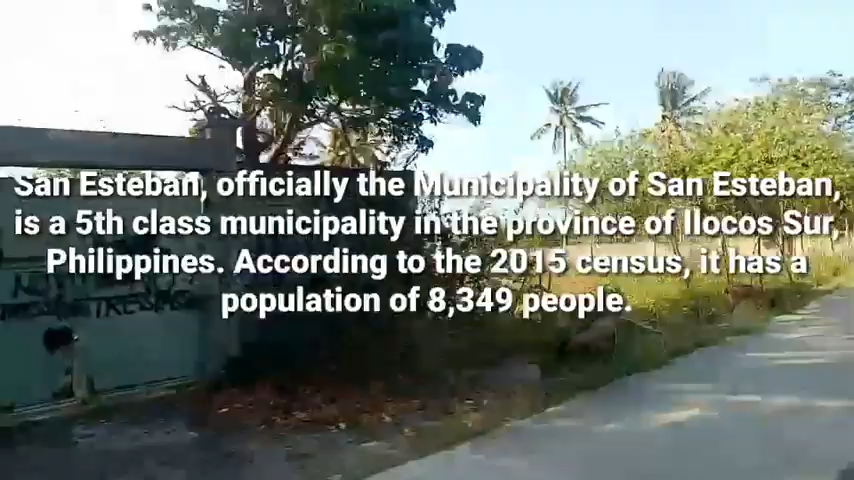 San Esteban, officially the Municipality of San Esteban,
is a 5th class municipality in the province of Ilocos Sur,
Philippines. According to the 2015 census, it has a
population of 8,349 people.